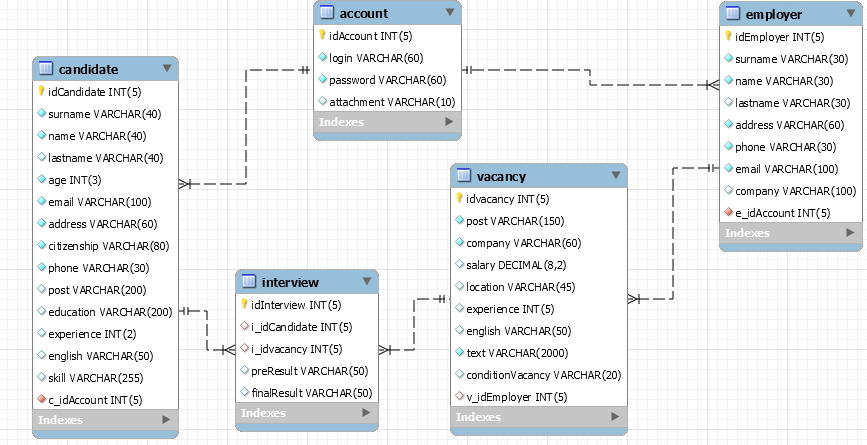 account
idAccount INT(5)
login VARCHAR(60)
password VARCHAR(60)
attachment VARCHAR(10)
Indexes
employer
idEmployer INT(5)
surname VARCHAR(30)
name VARCHAR(30)
lastname VARCHAR(30)
address VARCHAR(60)
phone VARCHAR(30)
email VARCHAR(100)
company VARCHAR(100)
e_idAccount INT(5)
Indexes
candidate
idCandidate INT(5)
surname VARCHAR(40)
name VARCHAR(40)
lastname VARCHAR(40)
age INT(3)
email VARCHAR(100)
address VARCHAR(60)
citizenship VARCHAR(80)
phone VARCHAR(30)
post VARCHAR(200)
education VARCHAR(200)
experience INT(2)
english VARCHAR(50)
skill VARCHAR(255)
c_idAccount INT(5)
Indexes
vacancy
idvacancy INT(5)
post VARCHAR(150)
company VARCHAR(60)
salary DECIMAL(8,2)
location VARCHAR(45)
experience INT(5)
english VARCHAR(50)
text VARCHAR(2000)
conditionVacancy VARCHAR(20)
v_idEmployer INT(5)
Indexes
interview
idInterview INT(5)
i_idCandidate INT(5)
i_idvacancy INT(5)
preResult VARCHAR(50)
finalResult VARCHAR(50)
Indexes